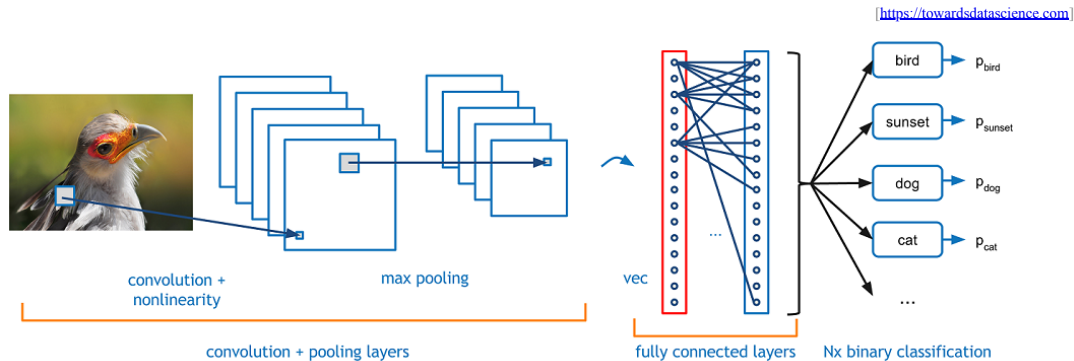 [https://towardsdatascience.com]
bird
p_bird
sunset
p_sunset
dog
p_dog
cat
p_cat
...
...
convolution +
nonlinearity
max pooling
vec
convolution + pooling layers
fully connected layers
Nx binary classification